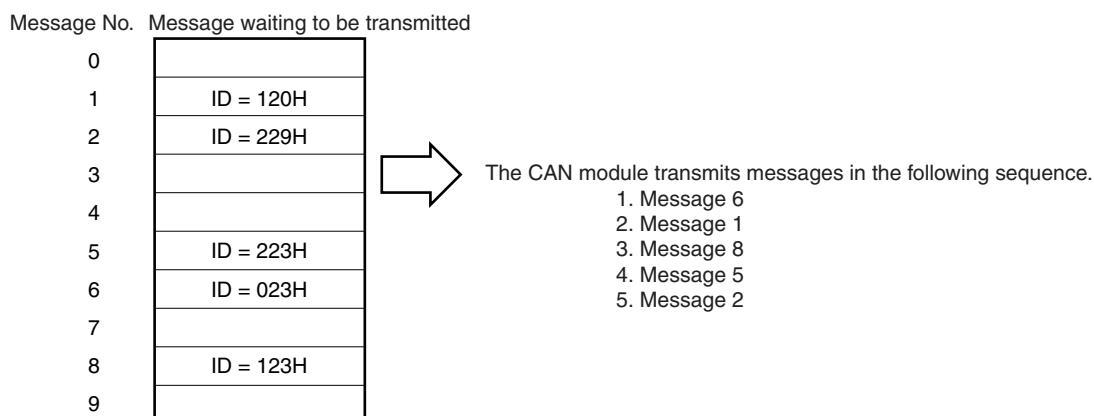 Message No. Message waiting to be transmitted
0
1 ID = 120H
2 ID = 229H
3
4
5 ID = 223H
6 ID = 023H
7
8 ID = 123H
9
The CAN module transmits messages in the following sequence.
1. Message 6
2. Message 1
3. Message 8
4. Message 5
5. Message 2